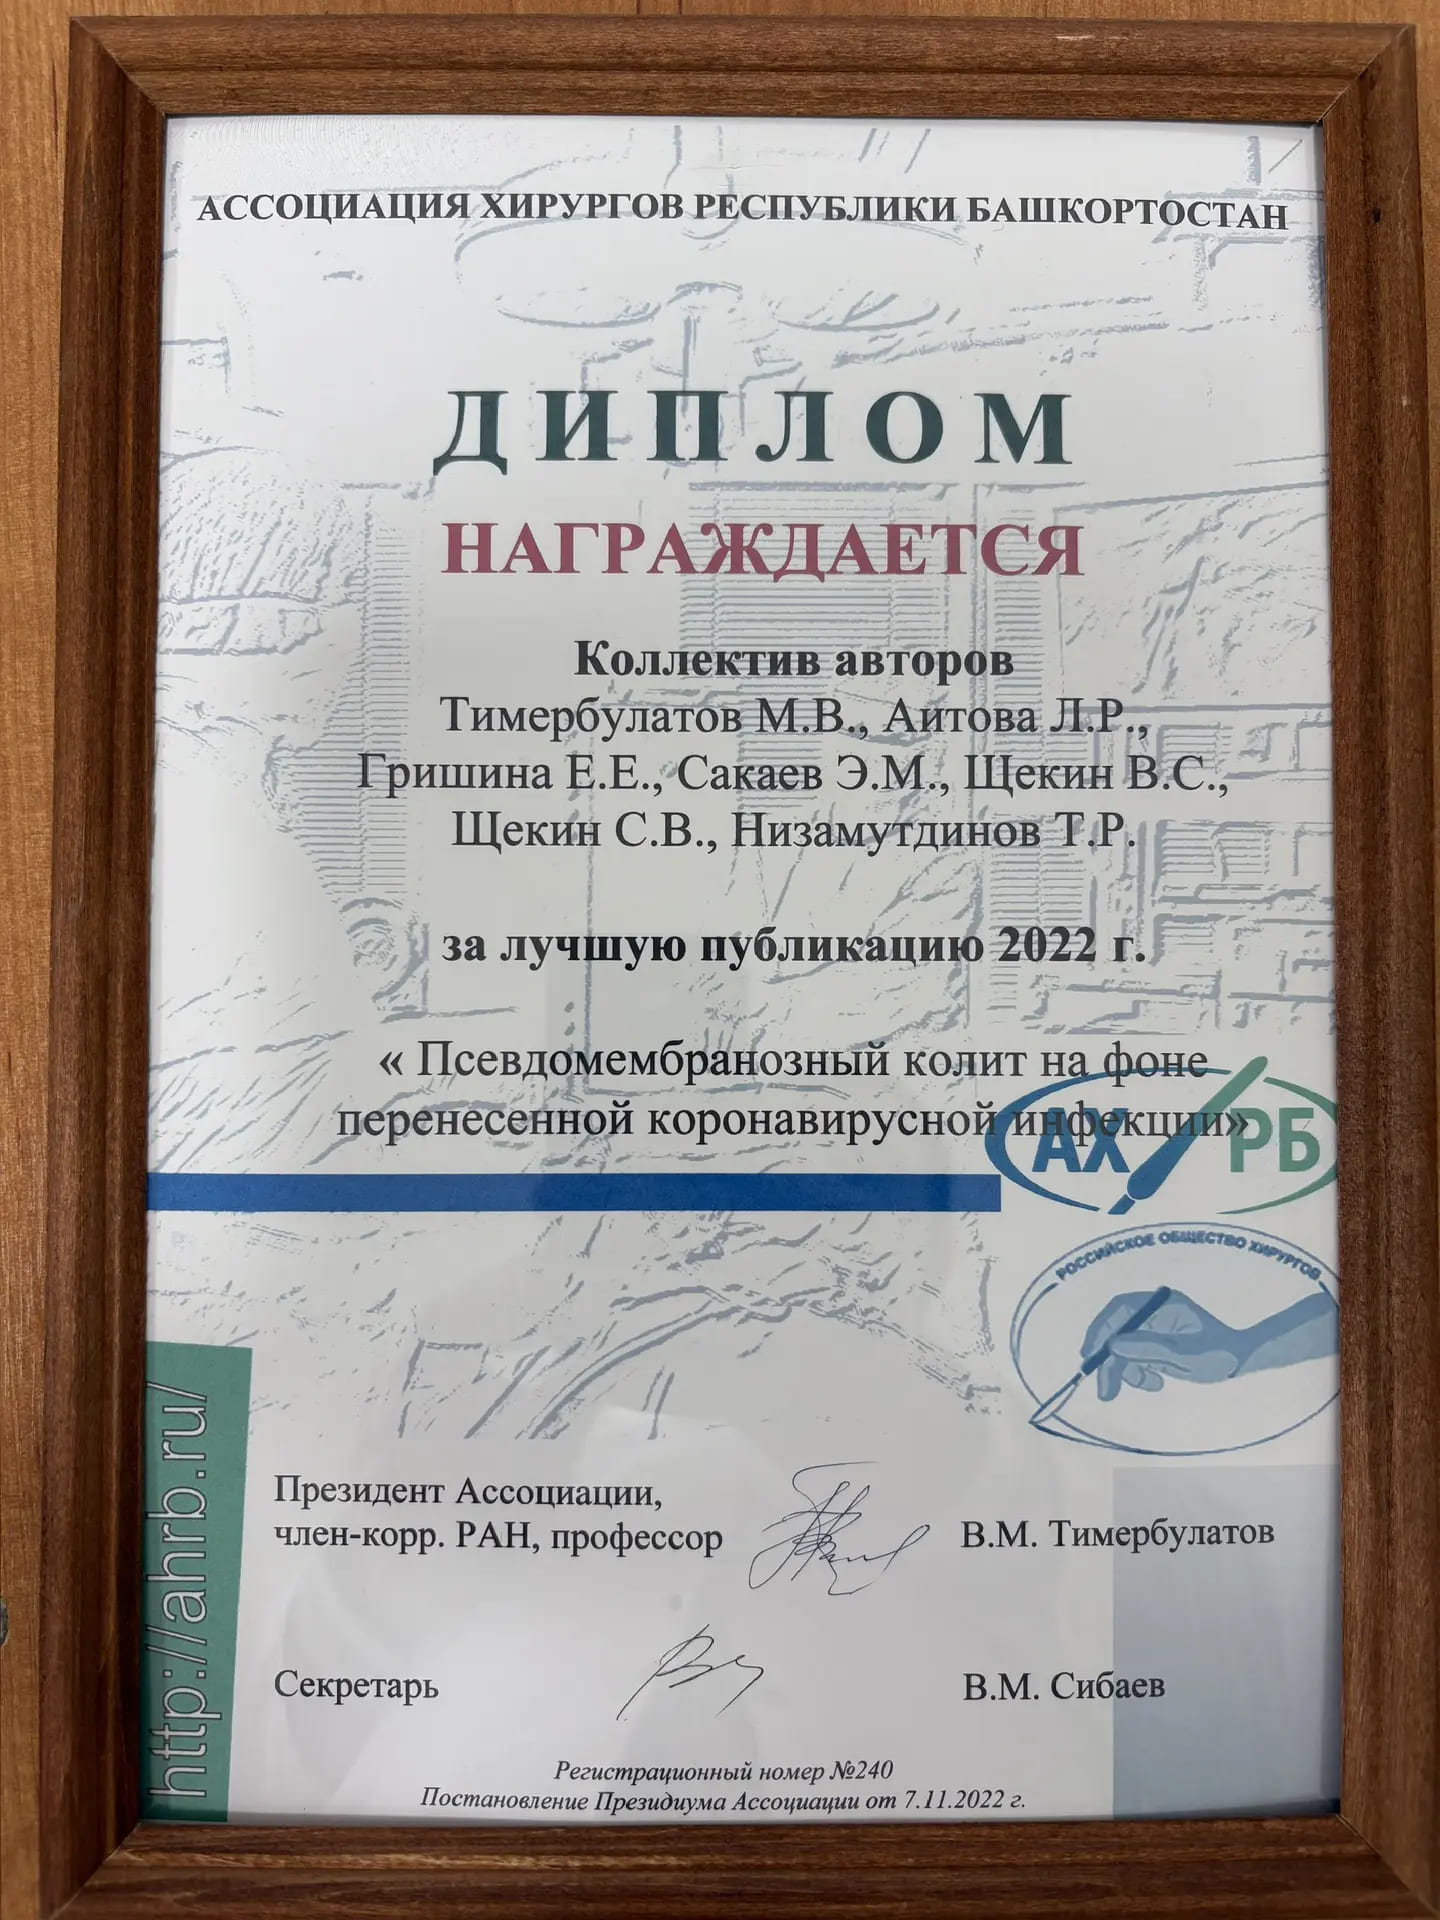 АССОЦИАЦИЯ ХИРУРГОВ РЕСПУБЛИКИ БАШКОРТОСТАН
ДИПЛОМ
НАГРАЖДАЕТСЯ
Коллектив авторов
Тимербулатов М.В., Аитова Л.Р.,
Гришина Е.Е., Сакаев Э.М., Щекин В.С.,
Щекин С.В., Низамутдинов Т.Р.
за лучшую публикацию 2022 г.
« Псевдомембранозный колит на фоне
перенесенной коронавирусной инфекции»
АХ РБ
РОССИЙСКОЕ ОБЩЕСТВО ХИРУРГОВ
http://ahrb.ru/
Президент Ассоциации,
член-корр. РАН, профессор В.М. Тимербулатов
Секретарь В.М. Сибаев
Регистрационный номер №240
Постановление Президиума Ассоциации от 7.11.2022 г.